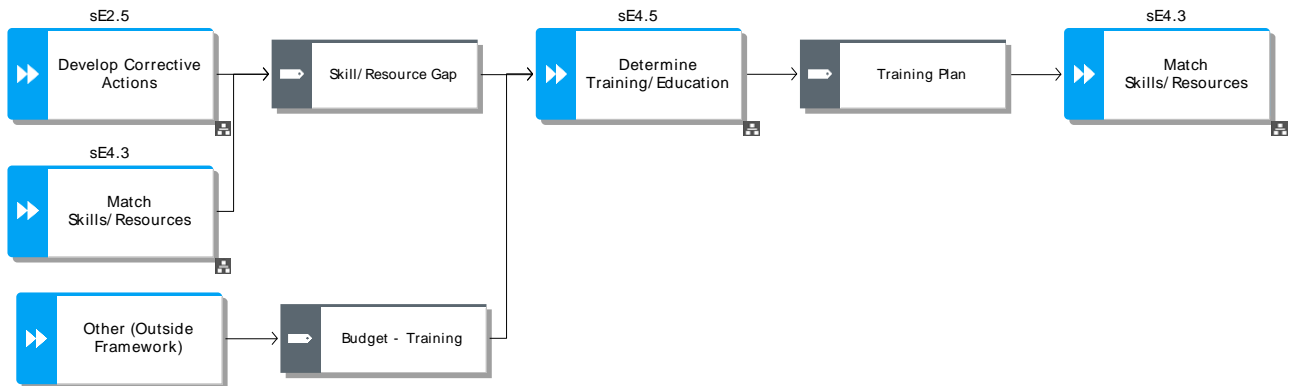 sE2.5
Develop Corrective
Actions
Skill/Resource Gap
sE4.5
Determine
Training/Education
Training Plan
sE4.3
Match
Skills/Resources
sE4.3
Match
Skills/Resources
Other (Outside
Framework)
Budget - Training